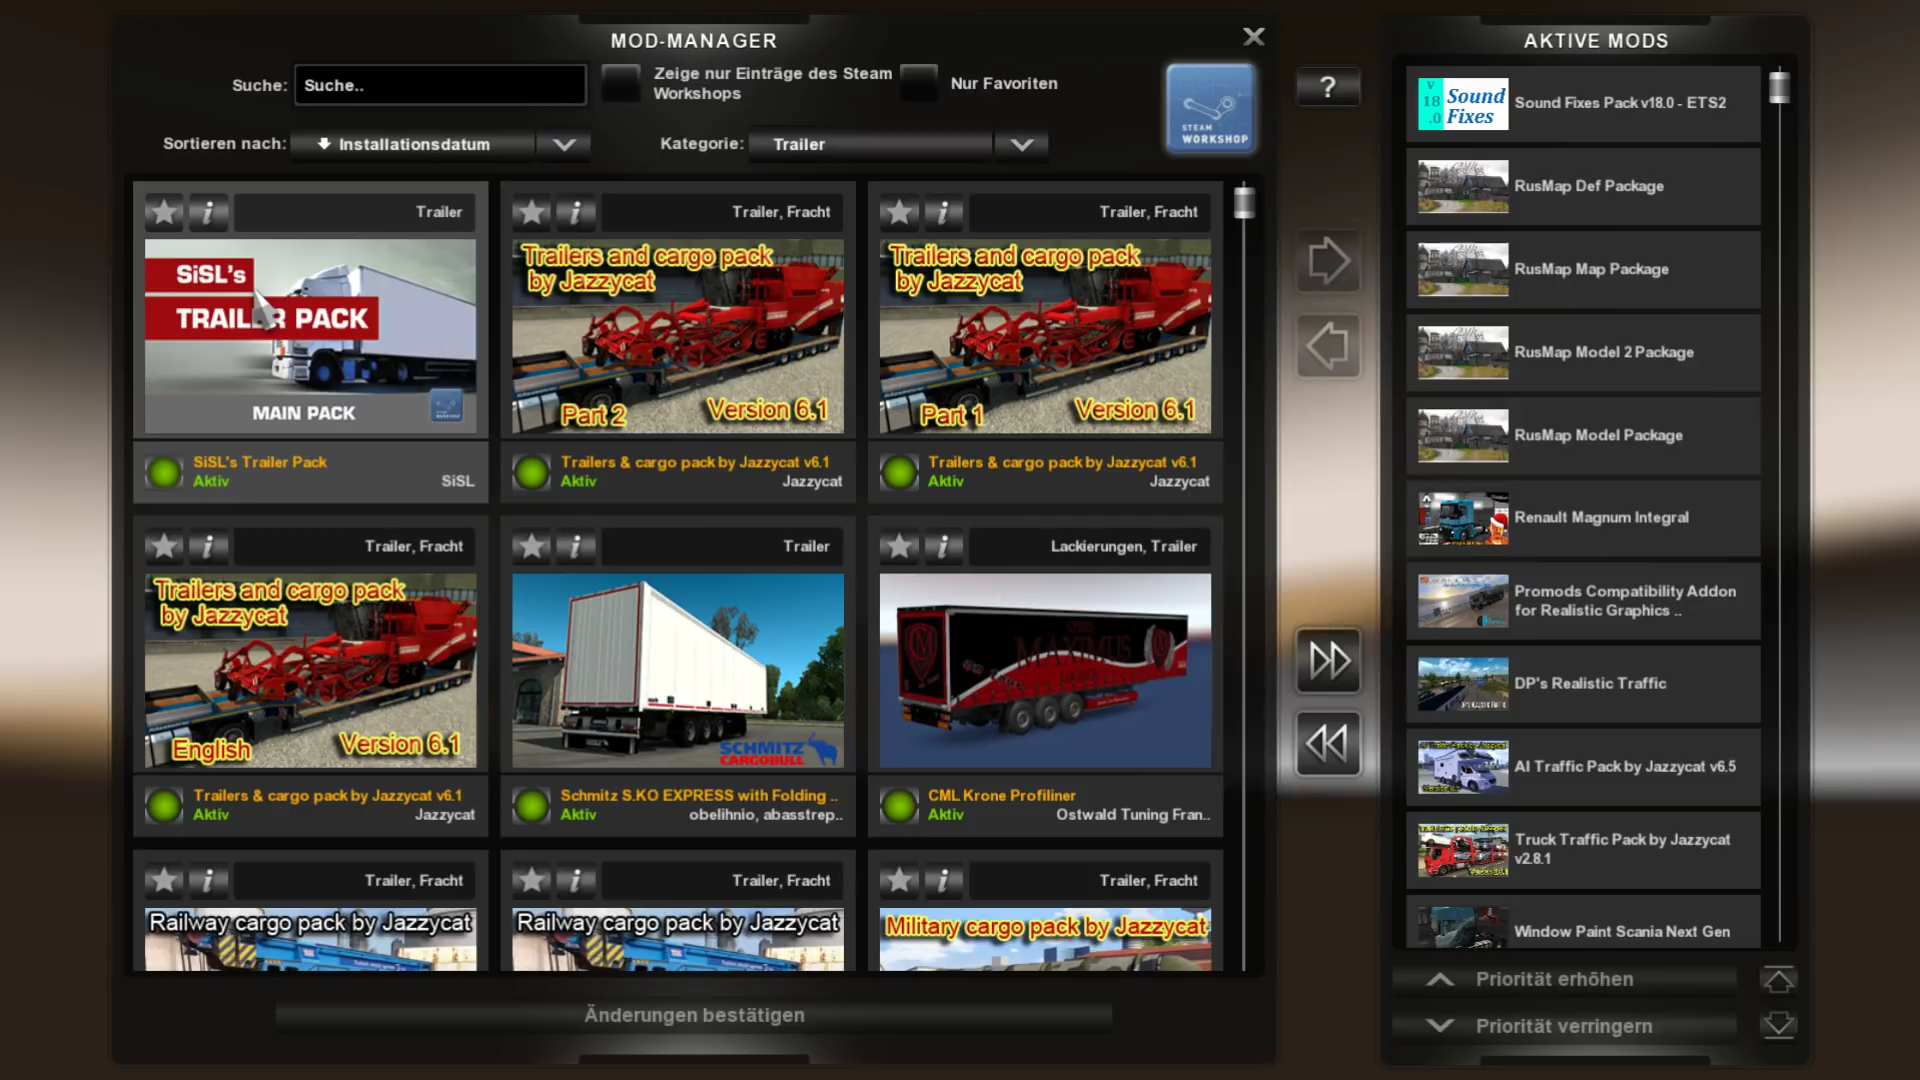 MOD-MANAGER
Suche:
Suche..
Zeige nur Einträge des Steam
Workshops
Nur Favoriten
STEAM
WORKSHOP
Sortieren nach:
Installationsdatum
Kategorie:
Trailer
Trailer
SiSL's
TRAILER PACK
MAIN PACK
SiSL's Trailer Pack
Aktiv
SiSL
Trailer, Fracht
Trailers and cargo pack
by Jazzycat
Part 2
Version 6.1
Trailers & cargo pack by Jazzycat v6.1
Aktiv
Jazzycat
Trailer, Fracht
Trailers and cargo pack
by Jazzycat
Part 1
Version 6.1
Trailers & cargo pack by Jazzycat v6.1
Aktiv
Jazzycat
Trailer, Fracht
Trailers and cargo pack
by Jazzycat
English
Version 6.1
Trailers & cargo pack by Jazzycat v6.1
Aktiv
Jazzycat
Trailer
SCHMITZ
CARGOBULL
Schmitz S.KO EXPRESS with Folding ..
Aktiv
obelihnio, abasstrep..
Lackierungen, Trailer
MAXIMUS
CML Krone Profiliner
Aktiv
Ostwald Tuning Fran..
Trailer, Fracht
Railway cargo pack by Jazzycat
Trailer, Fracht
Railway cargo pack by Jazzycat
Trailer, Fracht
Military cargo pack by Jazzycat
Änderungen bestätigen
?
AKTIVE MODS
V
18
.0
Sound
Fixes
Sound Fixes Pack v18.0 - ETS2
RusMap Def Package
RusMap Map Package
RusMap Model 2 Package
RusMap Model Package
Renault Magnum Integral
Promods Compatibility Addon
for Realistic Graphics ..
DP's Realistic Traffic
AI Traffic Pack by Jazzycat v6.5
Truck Traffic Pack by Jazzycat
v2.8.1
Window Paint Scania Next Gen
Priorität erhöhen
Priorität verringern